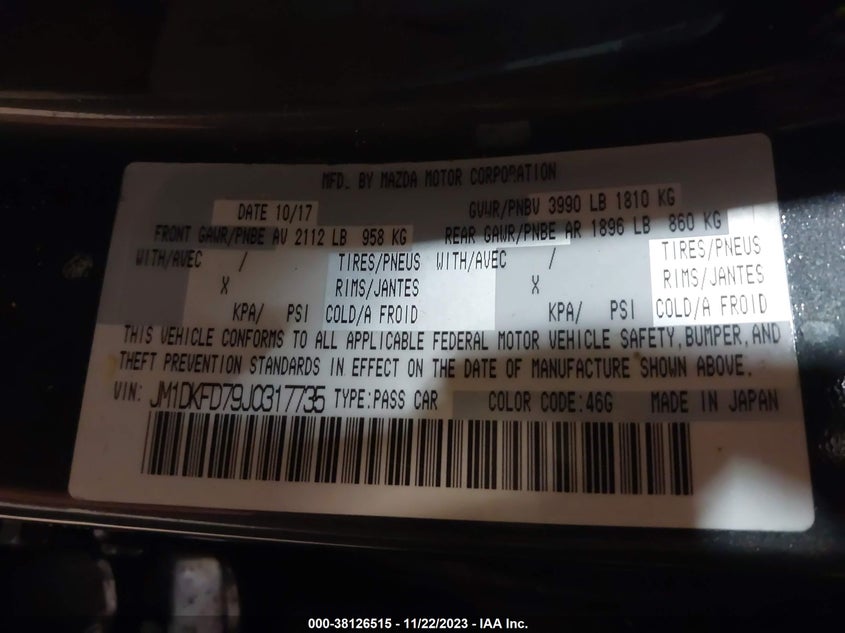 MFD. BY MAZDA MOTOR CORPORATION
DATE 10/17 GVWR/PNBV 3990 LB 1810 KG
FRONT GAWR/PNBE AV 2112 LB 958 KG REAR GAWR/PNBE AR 1896 LB 860 KG
WITH/AVEC / TIRES/PNEUS WITH/AVEC / TIRES/PNEUS
X RIMS/JANTES X RIMS/JANTES
KPA/ PSI COLD/A FROID KPA/ PSI COLD/A FROID
THIS VEHICLE CONFORMS TO ALL APPLICABLE FEDERAL MOTOR VEHICLE SAFETY, BUMPER, AND
THEFT PREVENTION STANDARDS IN EFFECT ON THE DATE OF MANUFACTURE SHOWN ABOVE.
VIN: JM1DKFD79J0317735 TYPE:PASS CAR COLOR CODE:46G MADE IN JAPAN
000-38126515 - 11/22/2023 - IAA Inc.